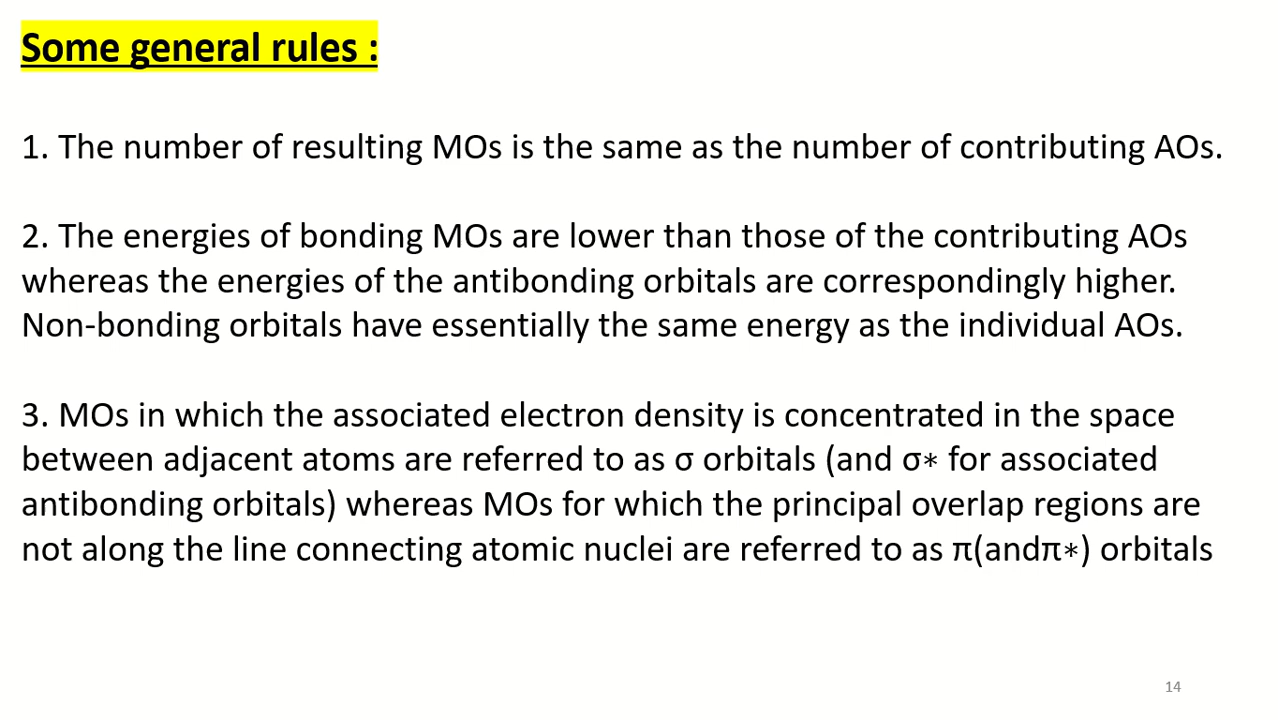 Some general rules :
1. The number of resulting MOs is the same as the number of contributing AOs.
2. The energies of bonding MOs are lower than those of the contributing AOs
whereas the energies of the antibonding orbitals are correspondingly higher.
Non-bonding orbitals have essentially the same energy as the individual AOs.
3. MOs in which the associated electron density is concentrated in the space
between adjacent atoms are referred to as σ orbitals (and σ∗ for associated
antibonding orbitals) whereas MOs for which the principal overlap regions are
not along the line connecting atomic nuclei are referred to as π(andπ∗) orbitals
14